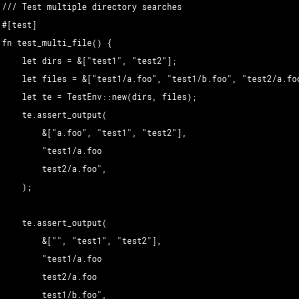 /// Test multiple directory searches
#[test]
fn test_multi_file() {
    let dirs = &["test1", "test2"];
    let files = &["test1/a.foo", "test1/b.foo", "test2/a.foo
    let te = TestEnv::new(dirs, files);
    te.assert_output(
        &["a.foo", "test1", "test2"],
        "test1/a.foo
        test2/a.foo",
    );

    te.assert_output(
        &["", "test1", "test2"],
        "test1/a.foo
        test2/a.foo
        test1/b.foo",